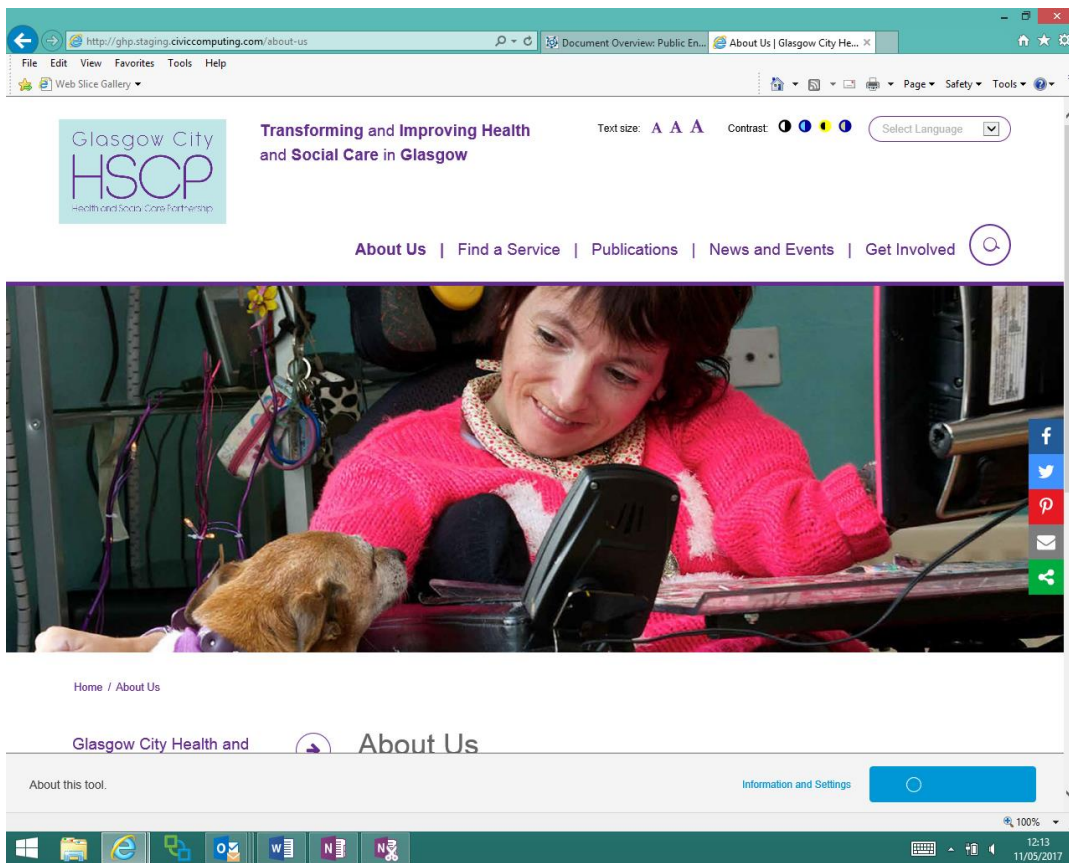 http://ghp.staging.civiccomputing.com/about-us
Document Overview: Public En...
About Us | Glasgow City He...
File Edit View Favorites Tools Help
Web Slice Gallery
Page Safety Tools
Glasgow City
HSCP
Health and Social Care Partnership
Transforming and Improving Health
and Social Care in Glasgow
Text size: A A A
Contrast:
Select Language
About Us | Find a Service | Publications | News and Events | Get Involved
Home / About Us
Glasgow City Health and
About Us
About this tool.
Information and Settings
100%
12:13
11/05/2017